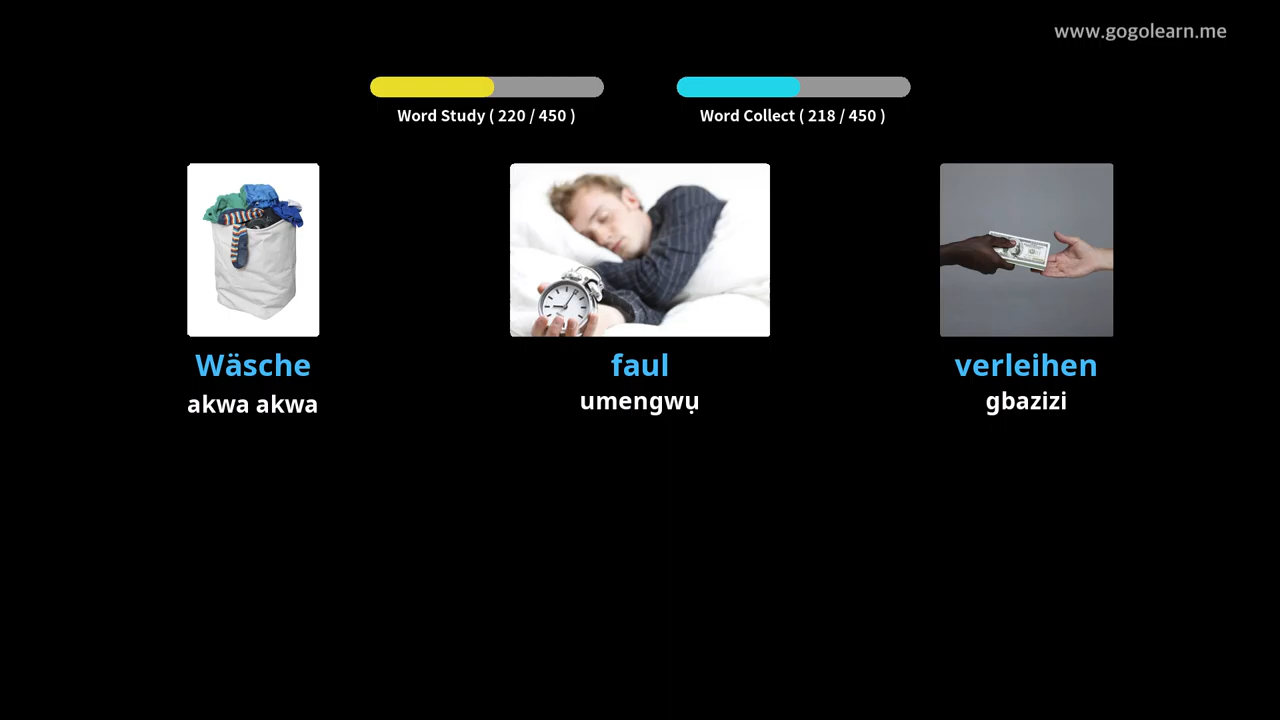 www.gogolearn.me
Word Study ( 220 / 450 )
Word Collect ( 218 / 450 )
Wäsche
akwa akwa
faul
umengwụ
verleihen
gbazizi